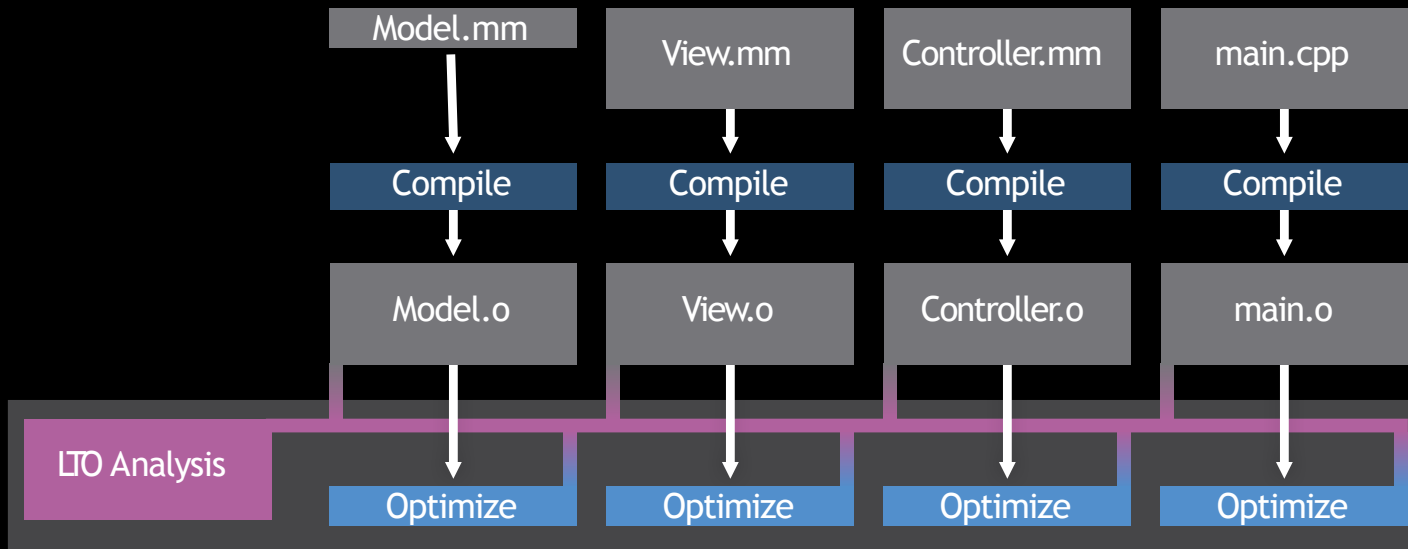 Model.mm
View.mm
Controller.mm
main.cpp
Compile
Compile
Compile
Compile
Model.o
View.o
Controller.o
main.o
LTO Analysis
Optimize
Optimize
Optimize
Optimize